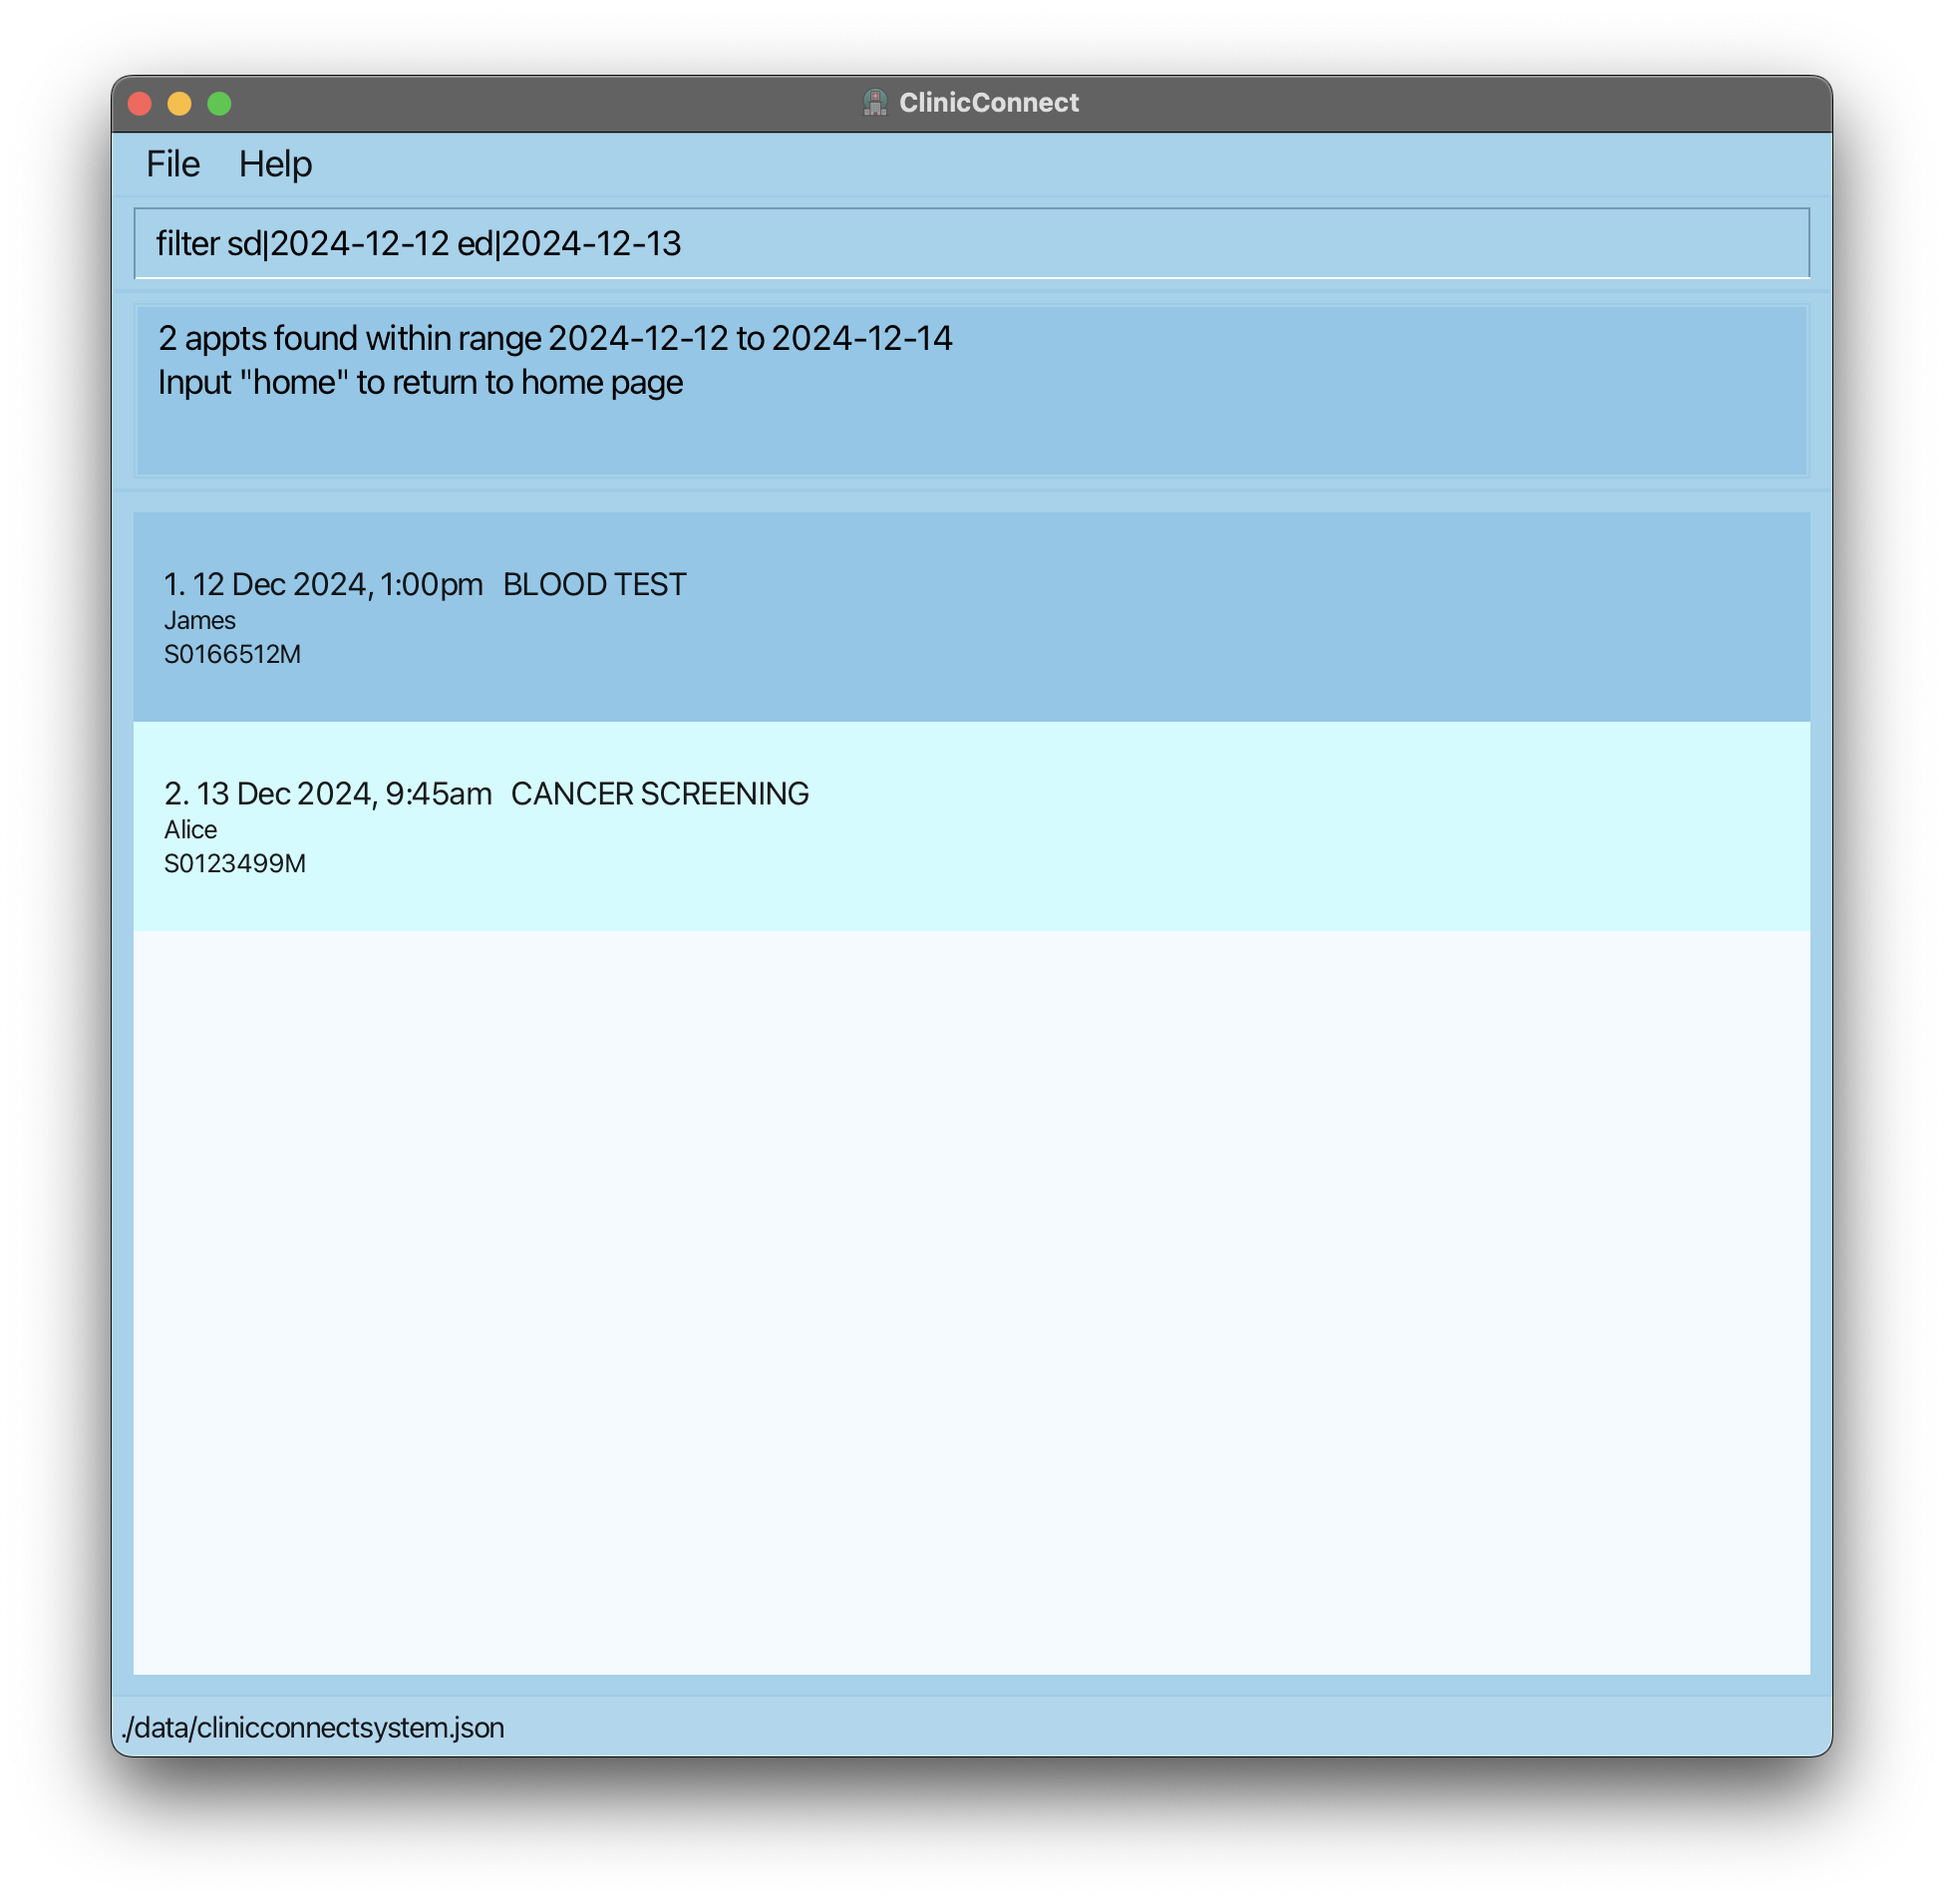 ClinicConnect
File Help
filter sd|2024-12-12 ed|2024-12-13
2 appts found within range 2024-12-12 to 2024-12-14
Input "home" to return to home page
1. 12 Dec 2024, 1:00pm BLOOD TEST
James
S0166512M
2. 13 Dec 2024, 9:45am CANCER SCREENING
Alice
S0123499M
./data/clinicconnectsystem.json